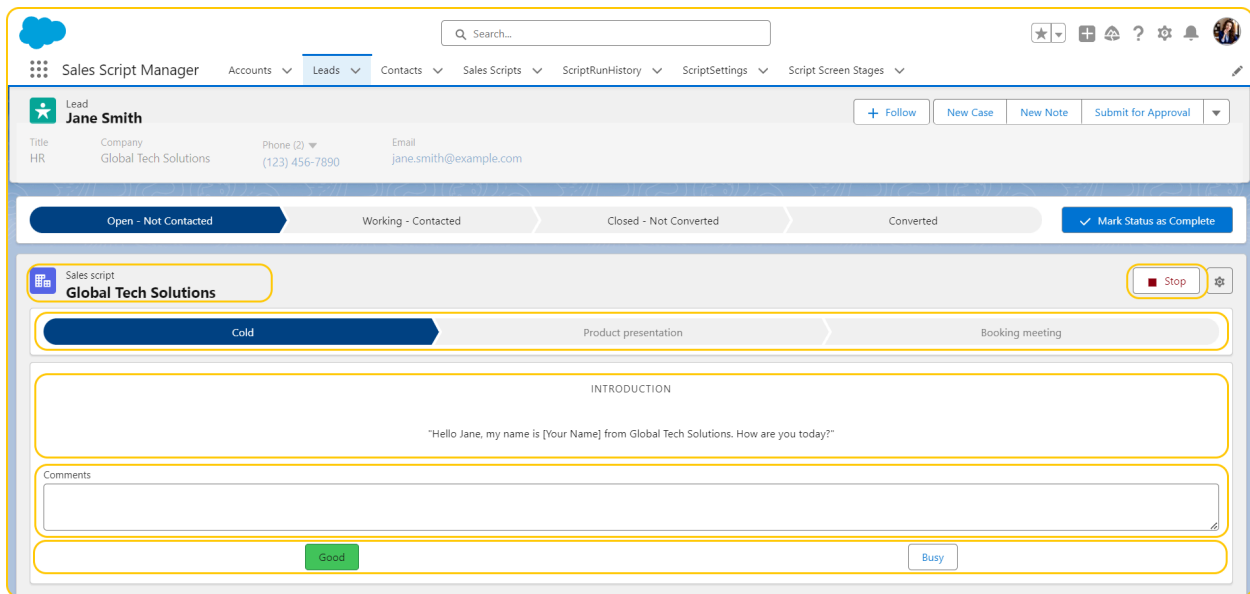 Search...
Sales Script Manager Accounts Leads Contacts Sales Scripts ScriptRunHistory ScriptSettings Script Screen Stages
Lead
Jane Smith
+ Follow New Case New Note Submit for Approval
Title Company Phone (2) Email
HR Global Tech Solutions (123) 456-7890 jane.smith@example.com
Open - Not Contacted Working - Contacted Closed - Not Converted Converted Mark Status as Complete
Sales script
Global Tech Solutions
Stop
Cold Product presentation Booking meeting
INTRODUCTION
"Hello Jane, my name is [Your Name] from Global Tech Solutions. How are you today?"
Comments
Good Busy